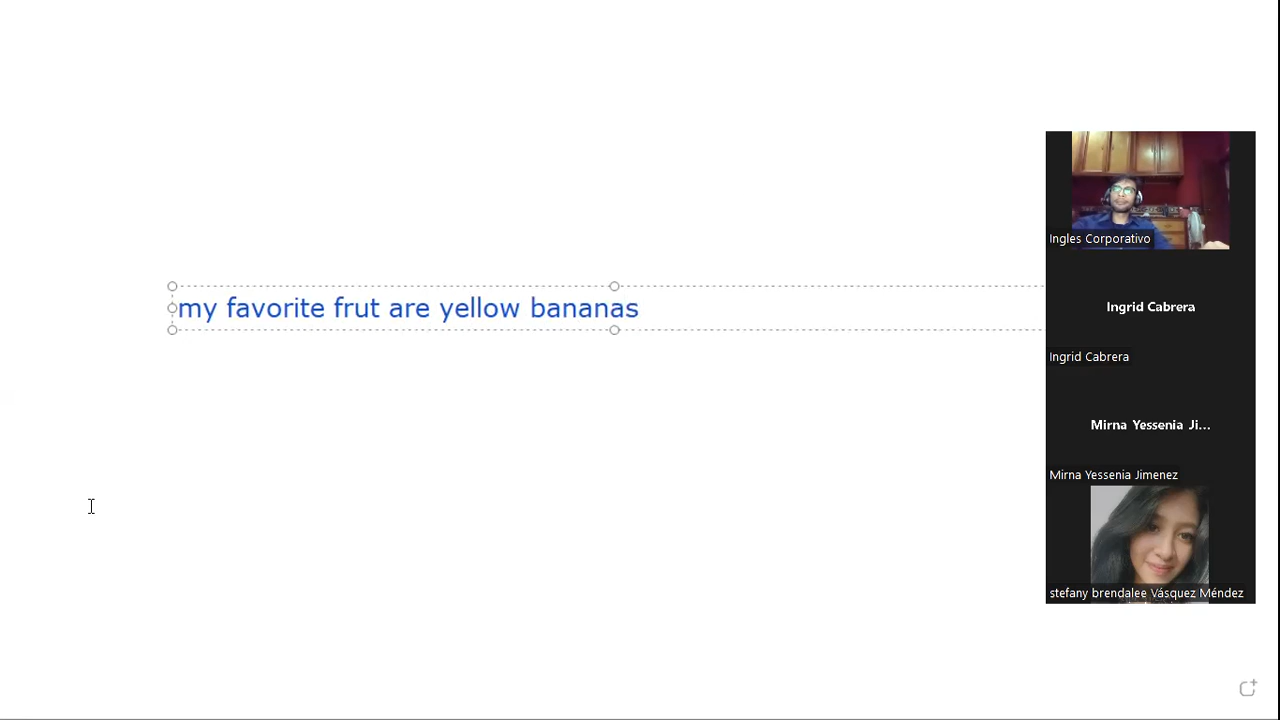 my favorite frut are yellow bananas
Ingles Corporativo
Ingrid Cabrera
Ingrid Cabrera
Mirna Yessenia Ji...
Mirna Yessenia Jimenez
stefany brendalee Vásquez Méndez